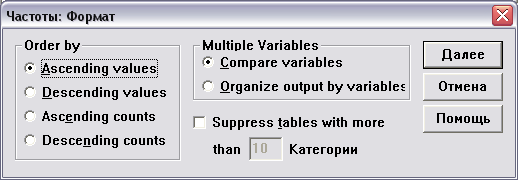 Частоты: Формат
Order by
Ascending values
Descending values
Ascending counts
Descending counts
Multiple Variables
Compare variables
Organize output by variables
Suppress tables with more
than 10 Категории
Далее
Отмена
Помощь